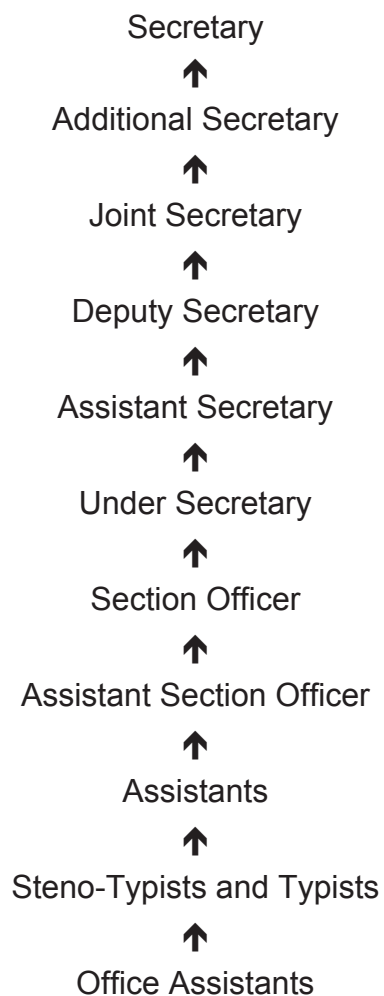 Secretary
Additional Secretary
Joint Secretary
Deputy Secretary
Assistant Secretary
Under Secretary
Section Officer
Assistant Section Officer
Assistants
Steno-Typists and Typists
Office Assistants